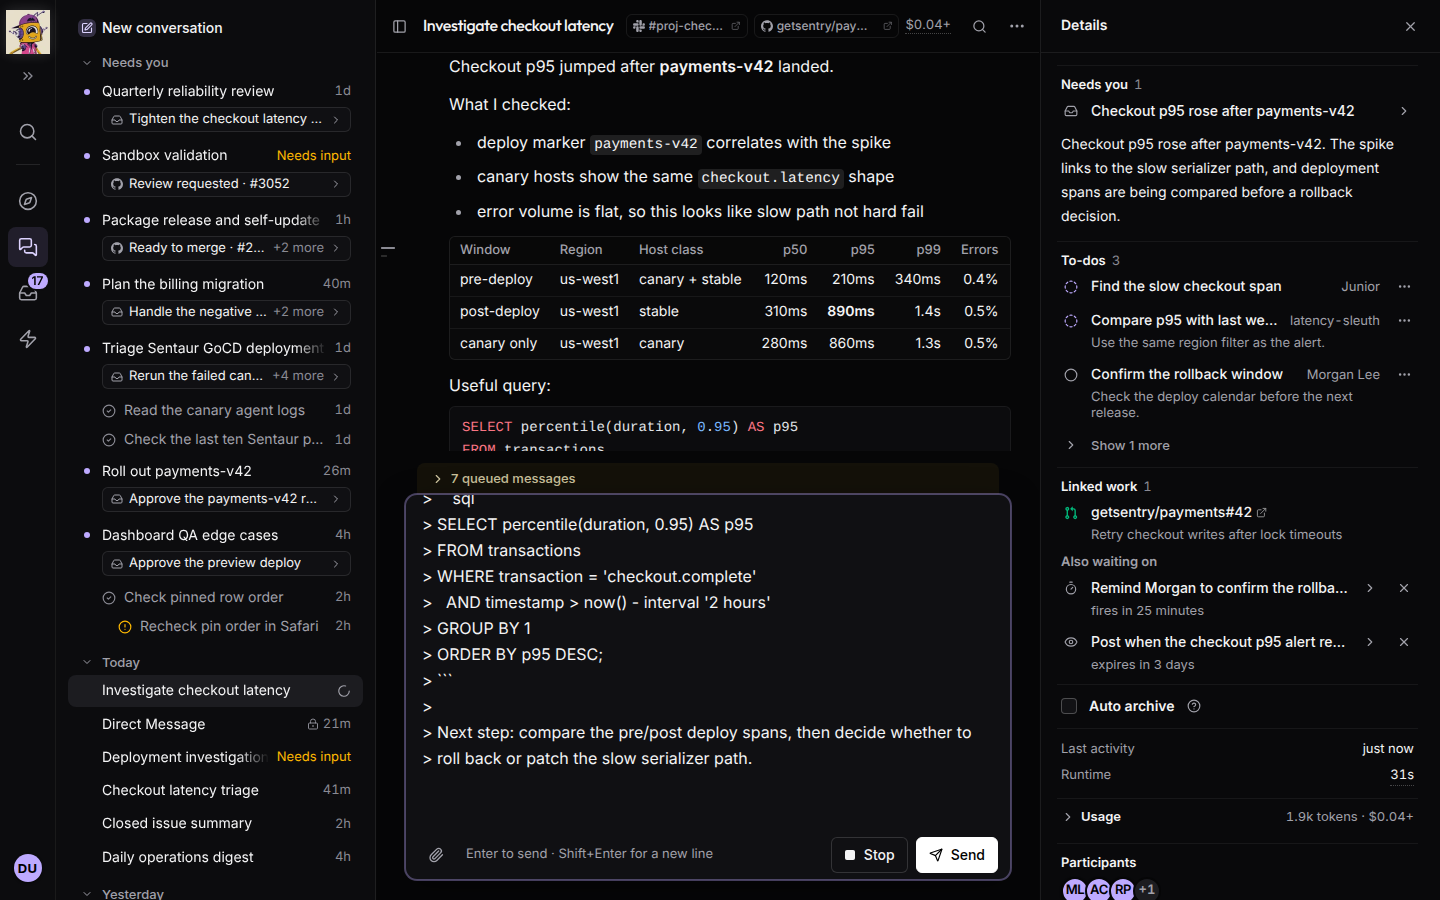 New conversation
Needs you
Quarterly reliability review 1d
Tighten the checkout latency ...
Sandbox validation Needs input
Review requested · #3052
Package release and self-update 1h
Ready to merge · #2... +2 more
Plan the billing migration 40m
Handle the negative ... +2 more
Triage Sentaur GoCD deployment 1d
Rerun the failed can... +4 more
Read the canary agent logs 1d
Check the last ten Sentaur p... 1d
Roll out payments-v42 26m
Approve the payments-v42 r...
Dashboard QA edge cases 4h
Approve the preview deploy
Check pinned row order 2h
Recheck pin order in Safari 2h
Today
Investigate checkout latency
Direct Message 21m
Deployment investigation Needs input
Checkout latency triage 41m
Closed issue summary 2h
Daily operations digest 4h
Yesterday
17
DU
Investigate checkout latency #proj-chec... getsentry/pay... $0.04+
Checkout p95 jumped after payments-v42 landed.
What I checked:
• deploy marker payments-v42 correlates with the spike
• canary hosts show the same checkout.latency shape
• error volume is flat, so this looks like slow path not hard fail
Window Region Host class p50 p95 p99 Errors
pre-deploy us-west1 canary + stable 120ms 210ms 340ms 0.4%
post-deploy us-west1 stable 310ms 890ms 1.4s 0.5%
canary only us-west1 canary 280ms 860ms 1.3s 0.5%
Useful query:
SELECT percentile(duration, 0.95) AS p95
FROM transactions
7 queued messages
> sql
> SELECT percentile(duration, 0.95) AS p95
> FROM transactions
> WHERE transaction = 'checkout.complete'
>   AND timestamp > now() - interval '2 hours'
> GROUP BY 1
> ORDER BY p95 DESC;
> ```
>
> Next step: compare the pre/post deploy spans, then decide whether to
> roll back or patch the slow serializer path.
Enter to send · Shift+Enter for a new line
Stop
Send
Details
Needs you 1
Checkout p95 rose after payments-v42
Checkout p95 rose after payments-v42. The spike
links to the slow serializer path, and deployment
spans are being compared before a rollback
decision.
To-dos 3
Find the slow checkout span Junior
Compare p95 with last we... latency-sleuth
Use the same region filter as the alert.
Confirm the rollback window Morgan Lee
Check the deploy calendar before the next
release.
Show 1 more
Linked work 1
getsentry/payments#42
Retry checkout writes after lock timeouts
Also waiting on
Remind Morgan to confirm the rollba...
fires in 25 minutes
Post when the checkout p95 alert re...
expires in 3 days
Auto archive
Last activity just now
Runtime 31s
Usage 1.9k tokens · $0.04+
Participants
ML AC RP +1